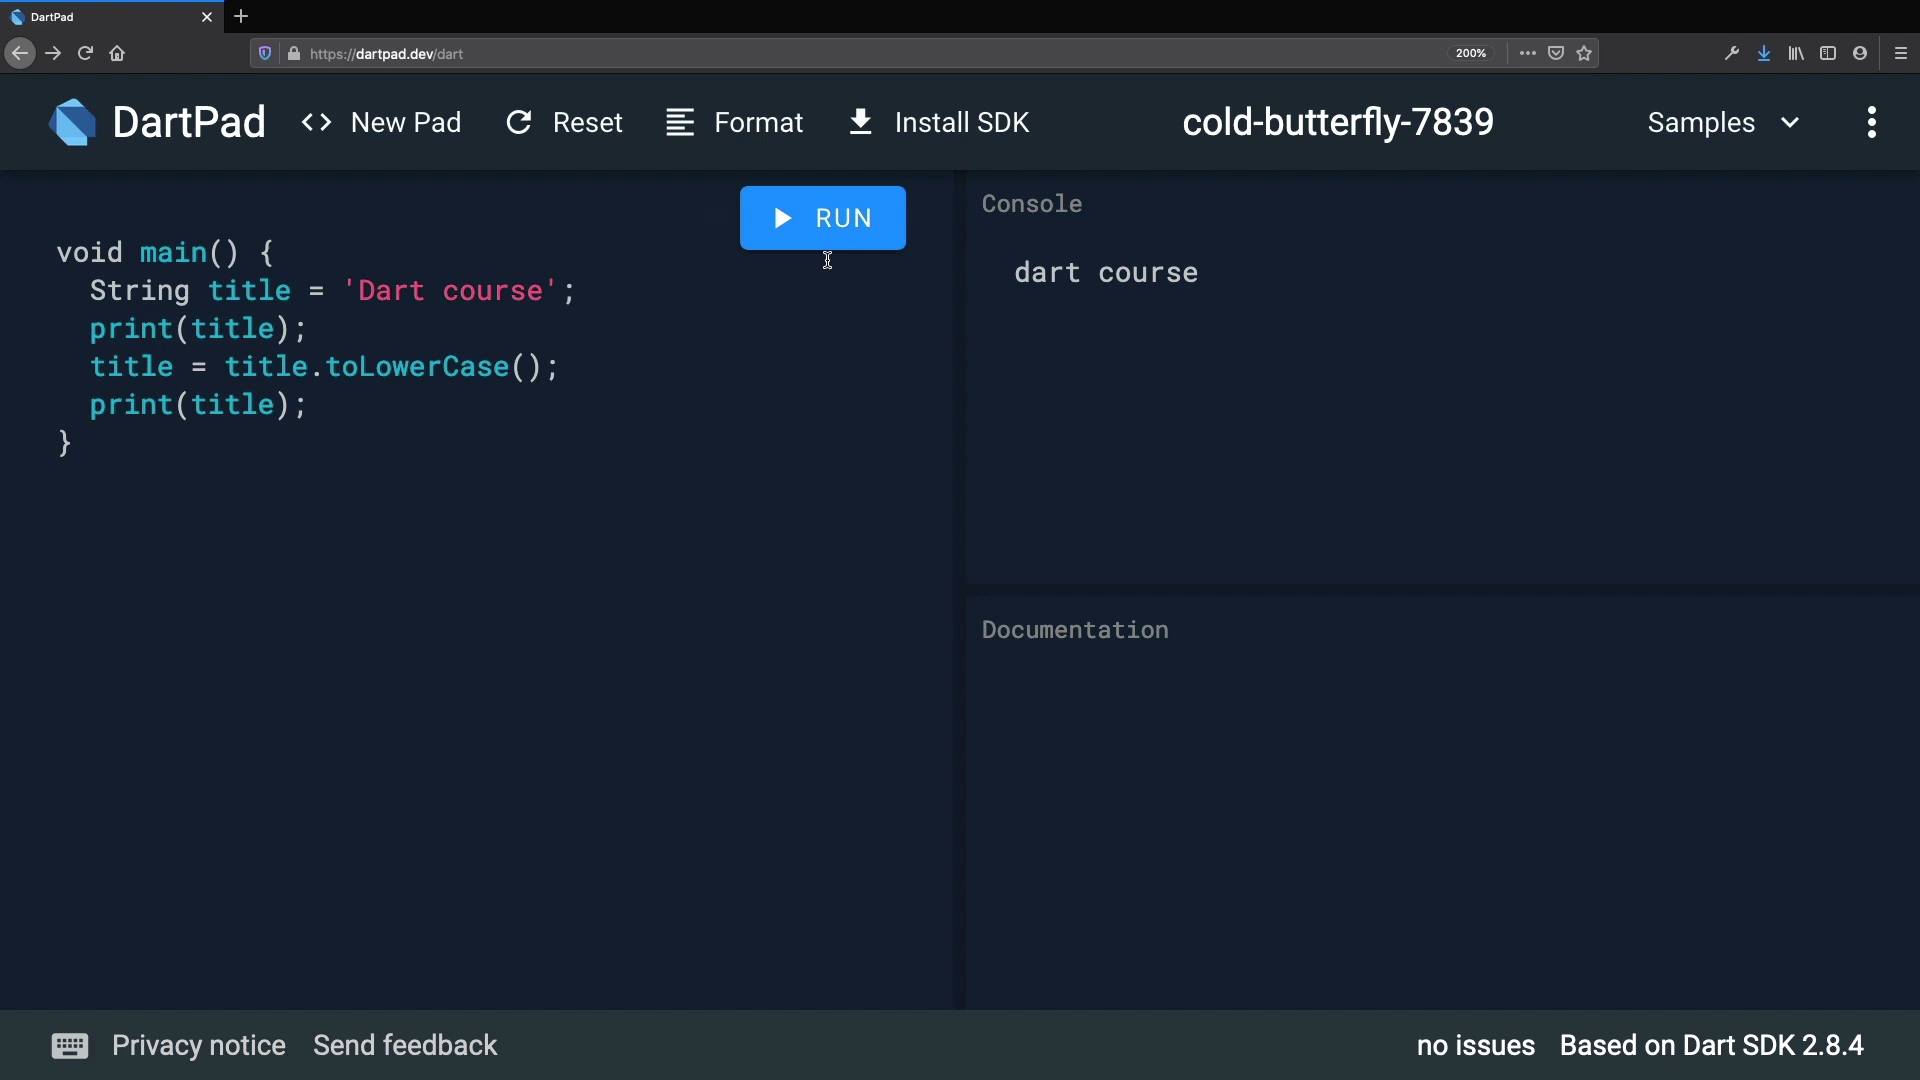 DartPad
https://dartpad.dev/dart
200%
DartPad
New Pad
Reset
Format
Install SDK
cold-butterfly-7839
Samples
RUN
void main() {
  String title = 'Dart course';
  print(title);
  title = title.toLowerCase();
  print(title);
}
Console
dart course
Documentation
Privacy notice
Send feedback
no issues
Based on Dart SDK 2.8.4